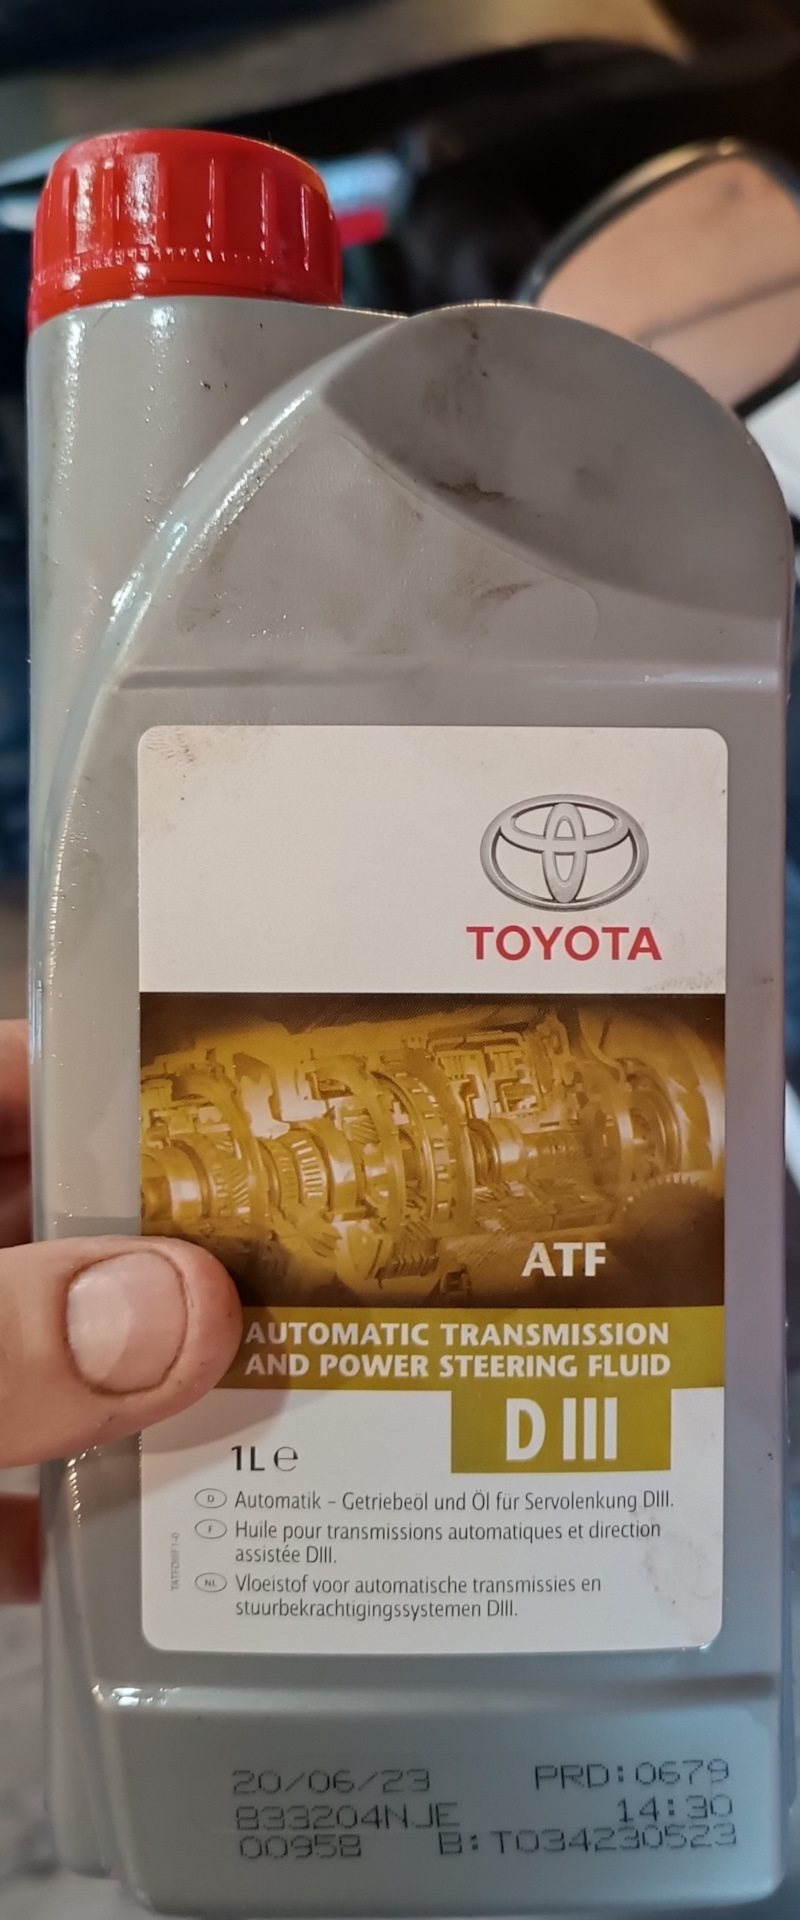 TOYOTA
ATF
AUTOMATIC TRANSMISSION
AND POWER STEERING FLUID
D III
1L ℮
D Automatik – Getriebeöl und Öl für Servolenkung DIII.
F Huile pour transmissions automatiques et direction
assistée DIII.
NL Vloeistof voor automatische transmissies en
stuurbekrachtigingssystemen DIII.
20/06/23 PRD:0679
833204NJE 14:30
00958 B:T034230523